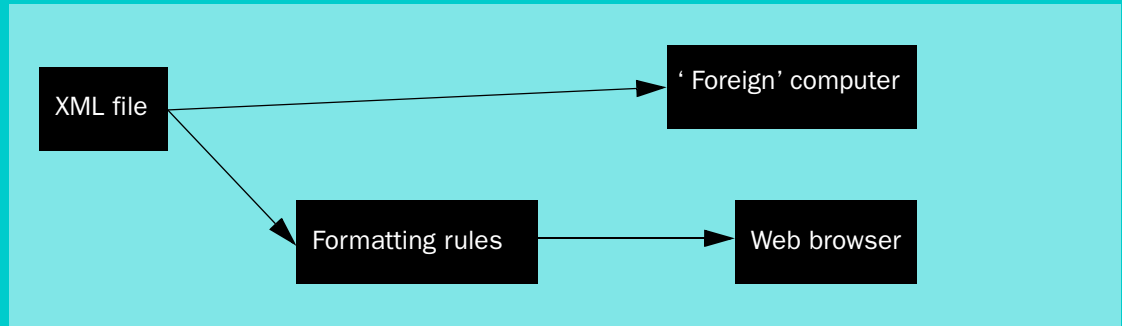 XML file
‘ Foreign’ computer
Formatting rules
Web browser